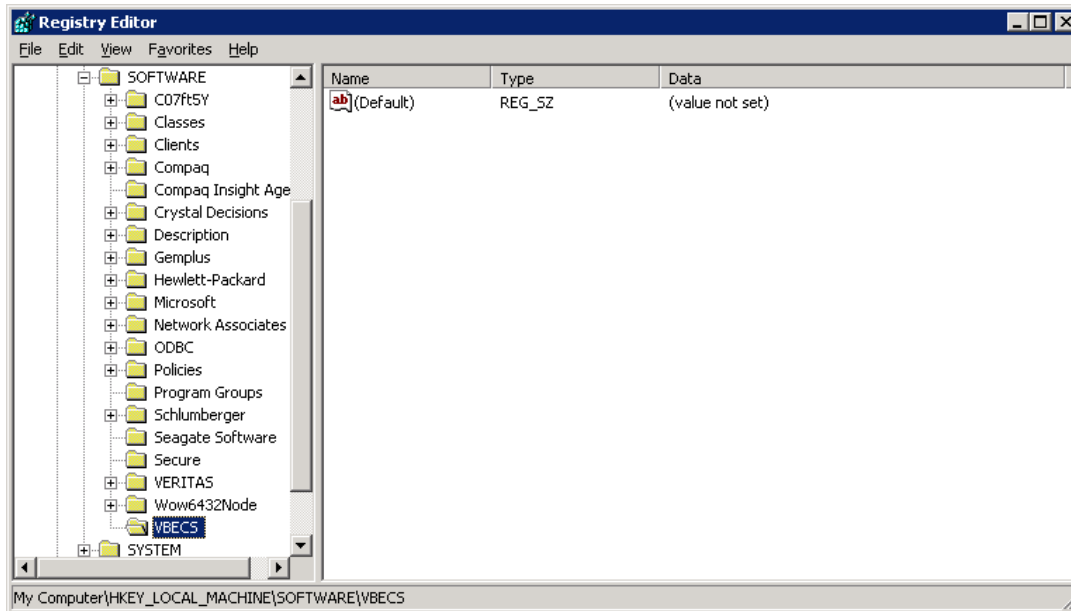 Registry Editor
File Edit View Favorites Help
SOFTWARE
C07ft5Y
Classes
Clients
Compaq
Compaq Insight Age
Crystal Decisions
Description
Gemplus
Hewlett-Packard
Microsoft
Network Associates
ODBC
Policies
Program Groups
Schlumberger
Seagate Software
Secure
VERITAS
Wow6432Node
VBECS
SYSTEM
Name Type Data
ab (Default) REG_SZ (value not set)
My Computer\HKEY_LOCAL_MACHINE\SOFTWARE\VBECS